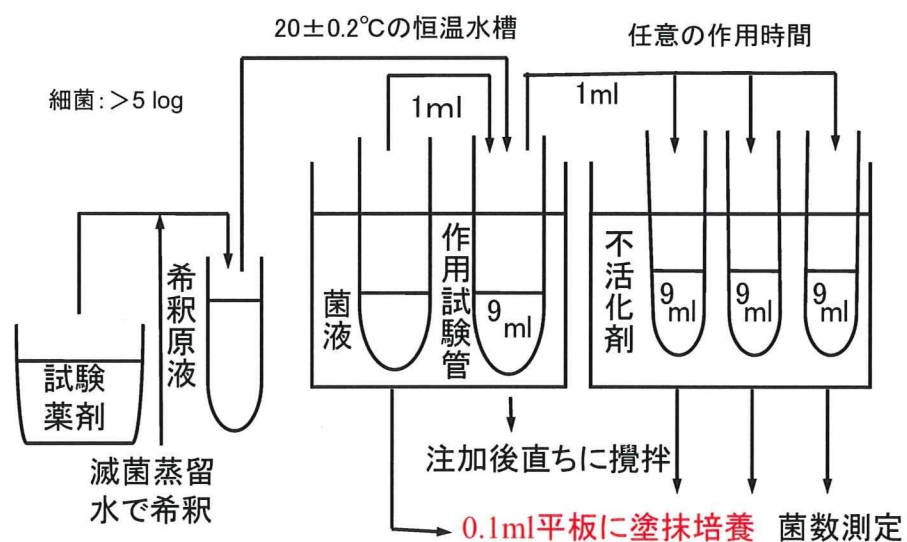 20±0.2℃の恒温水槽
任意の作用時間
細菌:>5 log
1ml
1ml
希釈原液
菌液
作用試験管
不活化剤
9ml
9ml
9ml
9ml
試験
薬剤
注加後直ちに攪拌
滅菌蒸留
水で希釈
0.1ml平板に塗抹培養
菌数測定